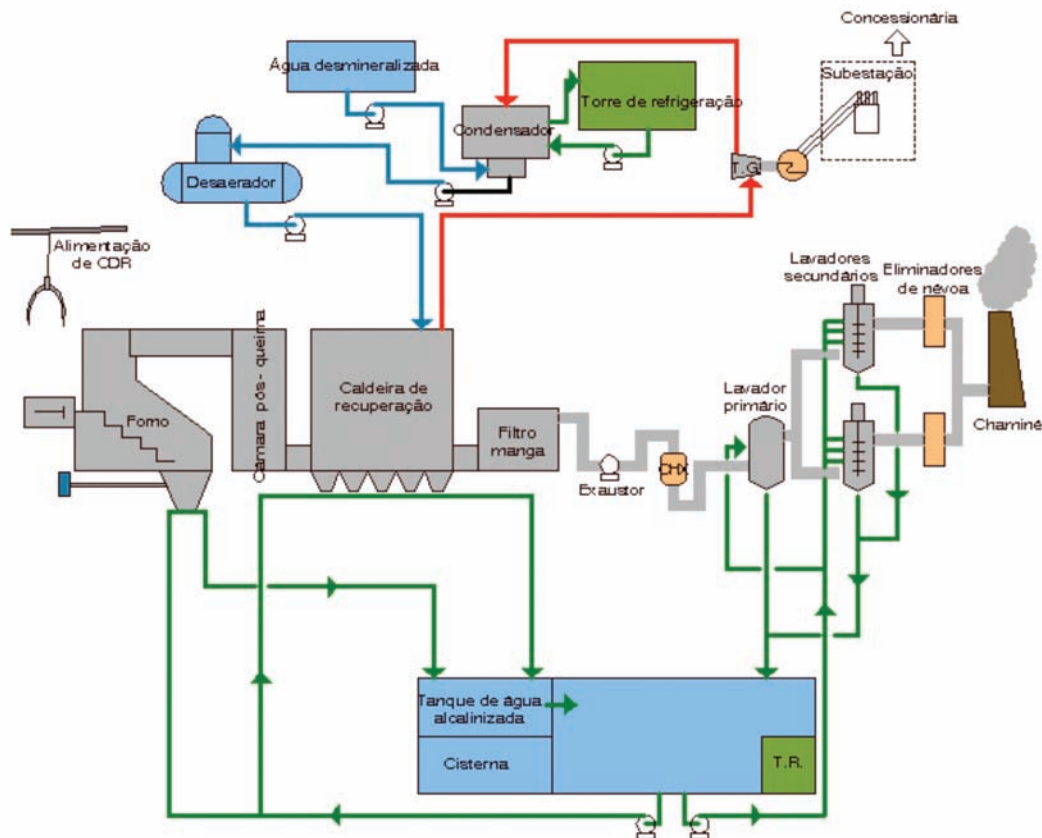 Concessionária
Subestação
Água desmineralizada
Torre de refrigeração
Condensador
T.G.
Desaerador
Alimentação
de CDR
Lavadores
secundários
Eliminadores
de névoa
Câmara pós- queima
Caldeira de
recuperação
Forno
Filtro
manga
Lavador
primário
Chaminé
Exaustor
Tanque de água
alcalinizada
Cisterna
T.R.